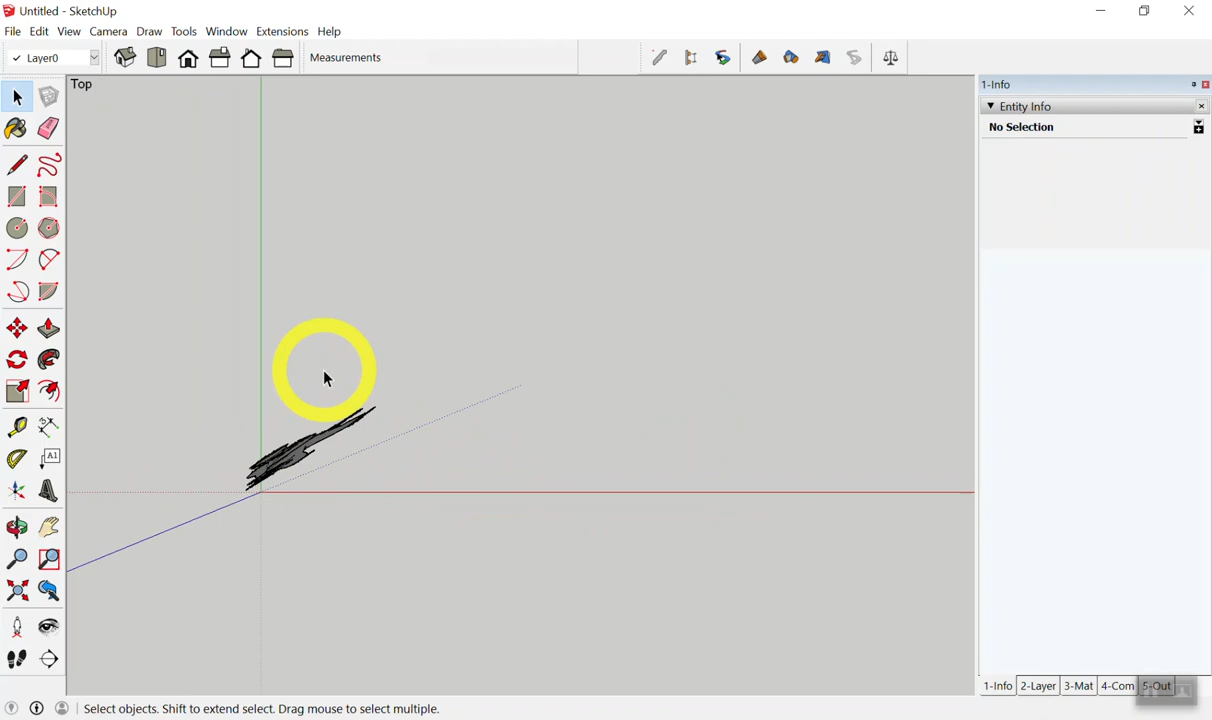 Untitled - SketchUp
File Edit View Camera Draw Tools Window Extensions Help
Layer0
Measurements
Top
1-Info
Entity Info
No Selection
A1
1-Info 2-Layer 3-Mat 4-Com 5-Out
Select objects. Shift to extend select. Drag mouse to select multiple.